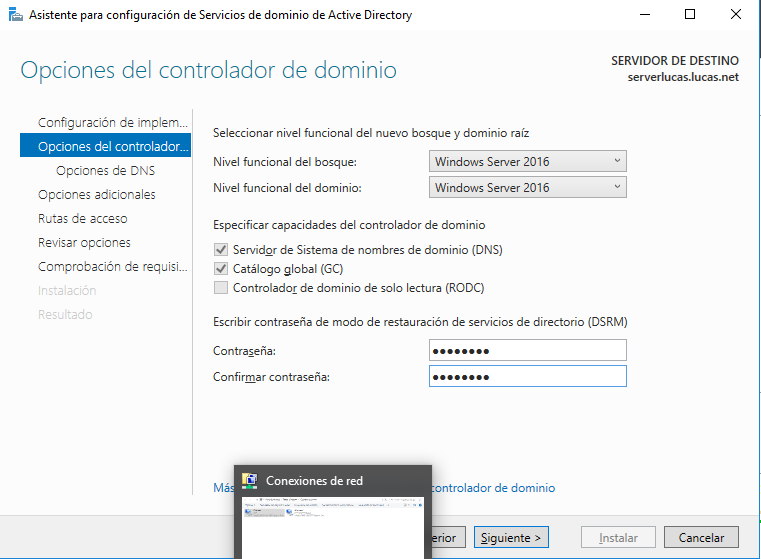 Asistente para configuración de Servicios de dominio de Active Directory
Opciones del controlador de dominio
SERVIDOR DE DESTINO
serverlucas.lucas.net
Configuración de implem...
Opciones del controlador...
Opciones de DNS
Opciones adicionales
Rutas de acceso
Revisar opciones
Comprobación de requisi...
Instalación
Resultado
Seleccionar nivel funcional del nuevo bosque y dominio raíz
Nivel funcional del bosque: Windows Server 2016
Nivel funcional del dominio: Windows Server 2016
Especificar capacidades del controlador de dominio
Servidor de Sistema de nombres de dominio (DNS)
Catálogo global (GC)
Controlador de dominio de solo lectura (RODC)
Escribir contraseña de modo de restauración de servicios de directorio (DSRM)
Contraseña: ●●●●●●●●
Confirmar contraseña: ●●●●●●●●
Conexiones de red
Más controlador de dominio
erior Siguiente > Instalar Cancelar